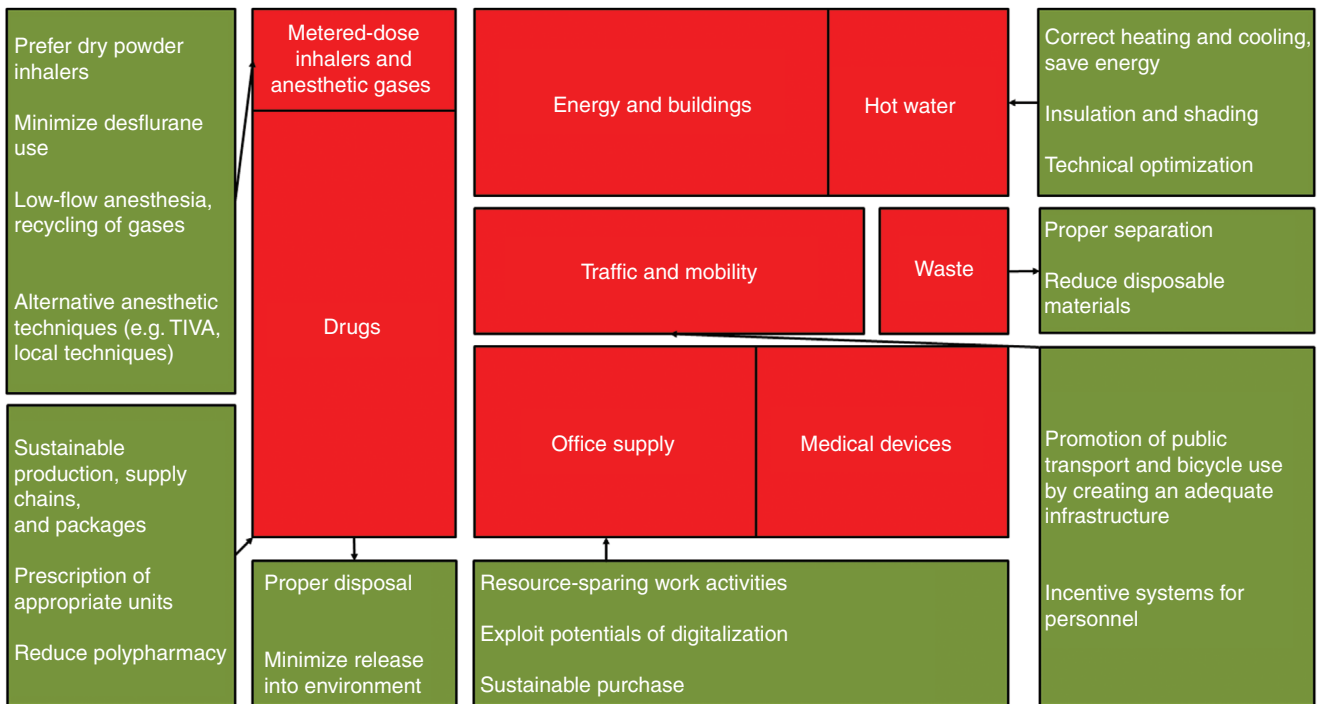 Prefer dry powder
inhalers
Minimize desflurane
use
Low-flow anesthesia,
recycling of gases
Alternative anesthetic
techniques (e.g. TIVA,
local techniques)
Sustainable
production, supply
chains,
and packages
Prescription of
appropriate units
Reduce polypharmacy
Metered-dose
inhalers and
anesthetic gases
Drugs
Proper disposal
Minimize release
into environment
Energy and buildings
Hot water
Traffic and mobility
Waste
Office supply
Medical devices
Resource-sparing work activities
Exploit potentials of digitalization
Sustainable purchase
Correct heating and cooling,
save energy
Insulation and shading
Technical optimization
Proper separation
Reduce disposable
materials
Promotion of public
transport and bicycle use
by creating an adequate
infrastructure
Incentive systems for
personnel